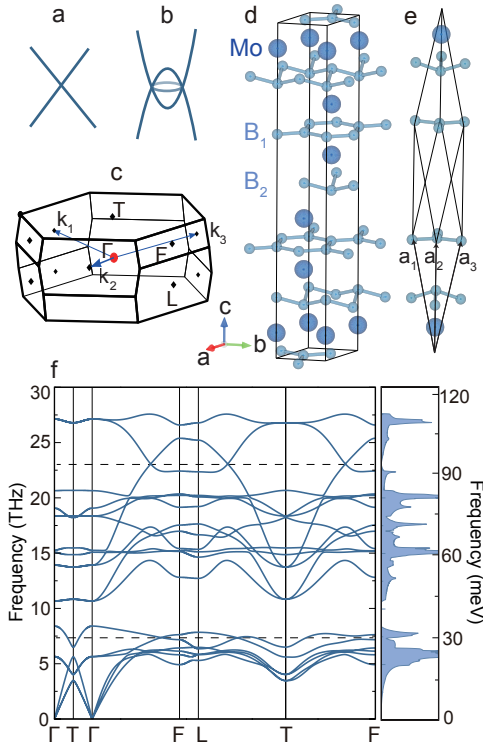 a
b
d
e
Mo
B1
B2
c
T
k1
Γ
F
k3
k2
L
a1
a2
a3
c
a
b
f
Frequency (THz)
30
25
20
15
10
5
0
Γ T Γ F L T F
120
90
60
30
0
Frequency (meV)